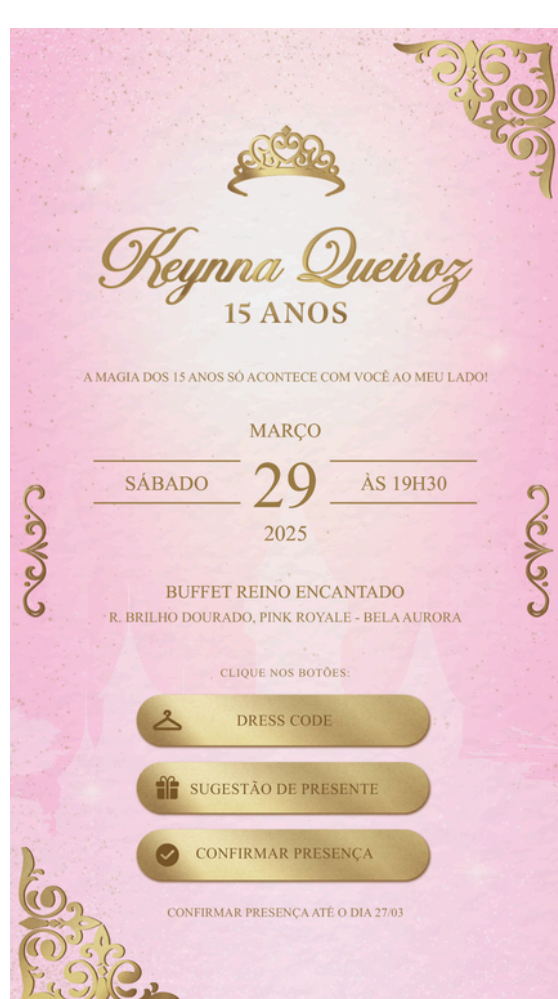 Keynna Queiroz
15 ANOS
A MAGIA DOS 15 ANOS SÓ ACONTECE COM VOCÊ AO MEU LADO!
MARÇO
SÁBADO 29 ÀS 19H30
2025
BUFFET REINO ENCANTADO
R. BRILHO DOURADO, PINK ROYALE - BELA AURORA
CLIQUE NOS BOTÕES:
DRESS CODE
SUGESTÃO DE PRESENTE
CONFIRMAR PRESENÇA
CONFIRMAR PRESENÇA ATÉ O DIA 27/03